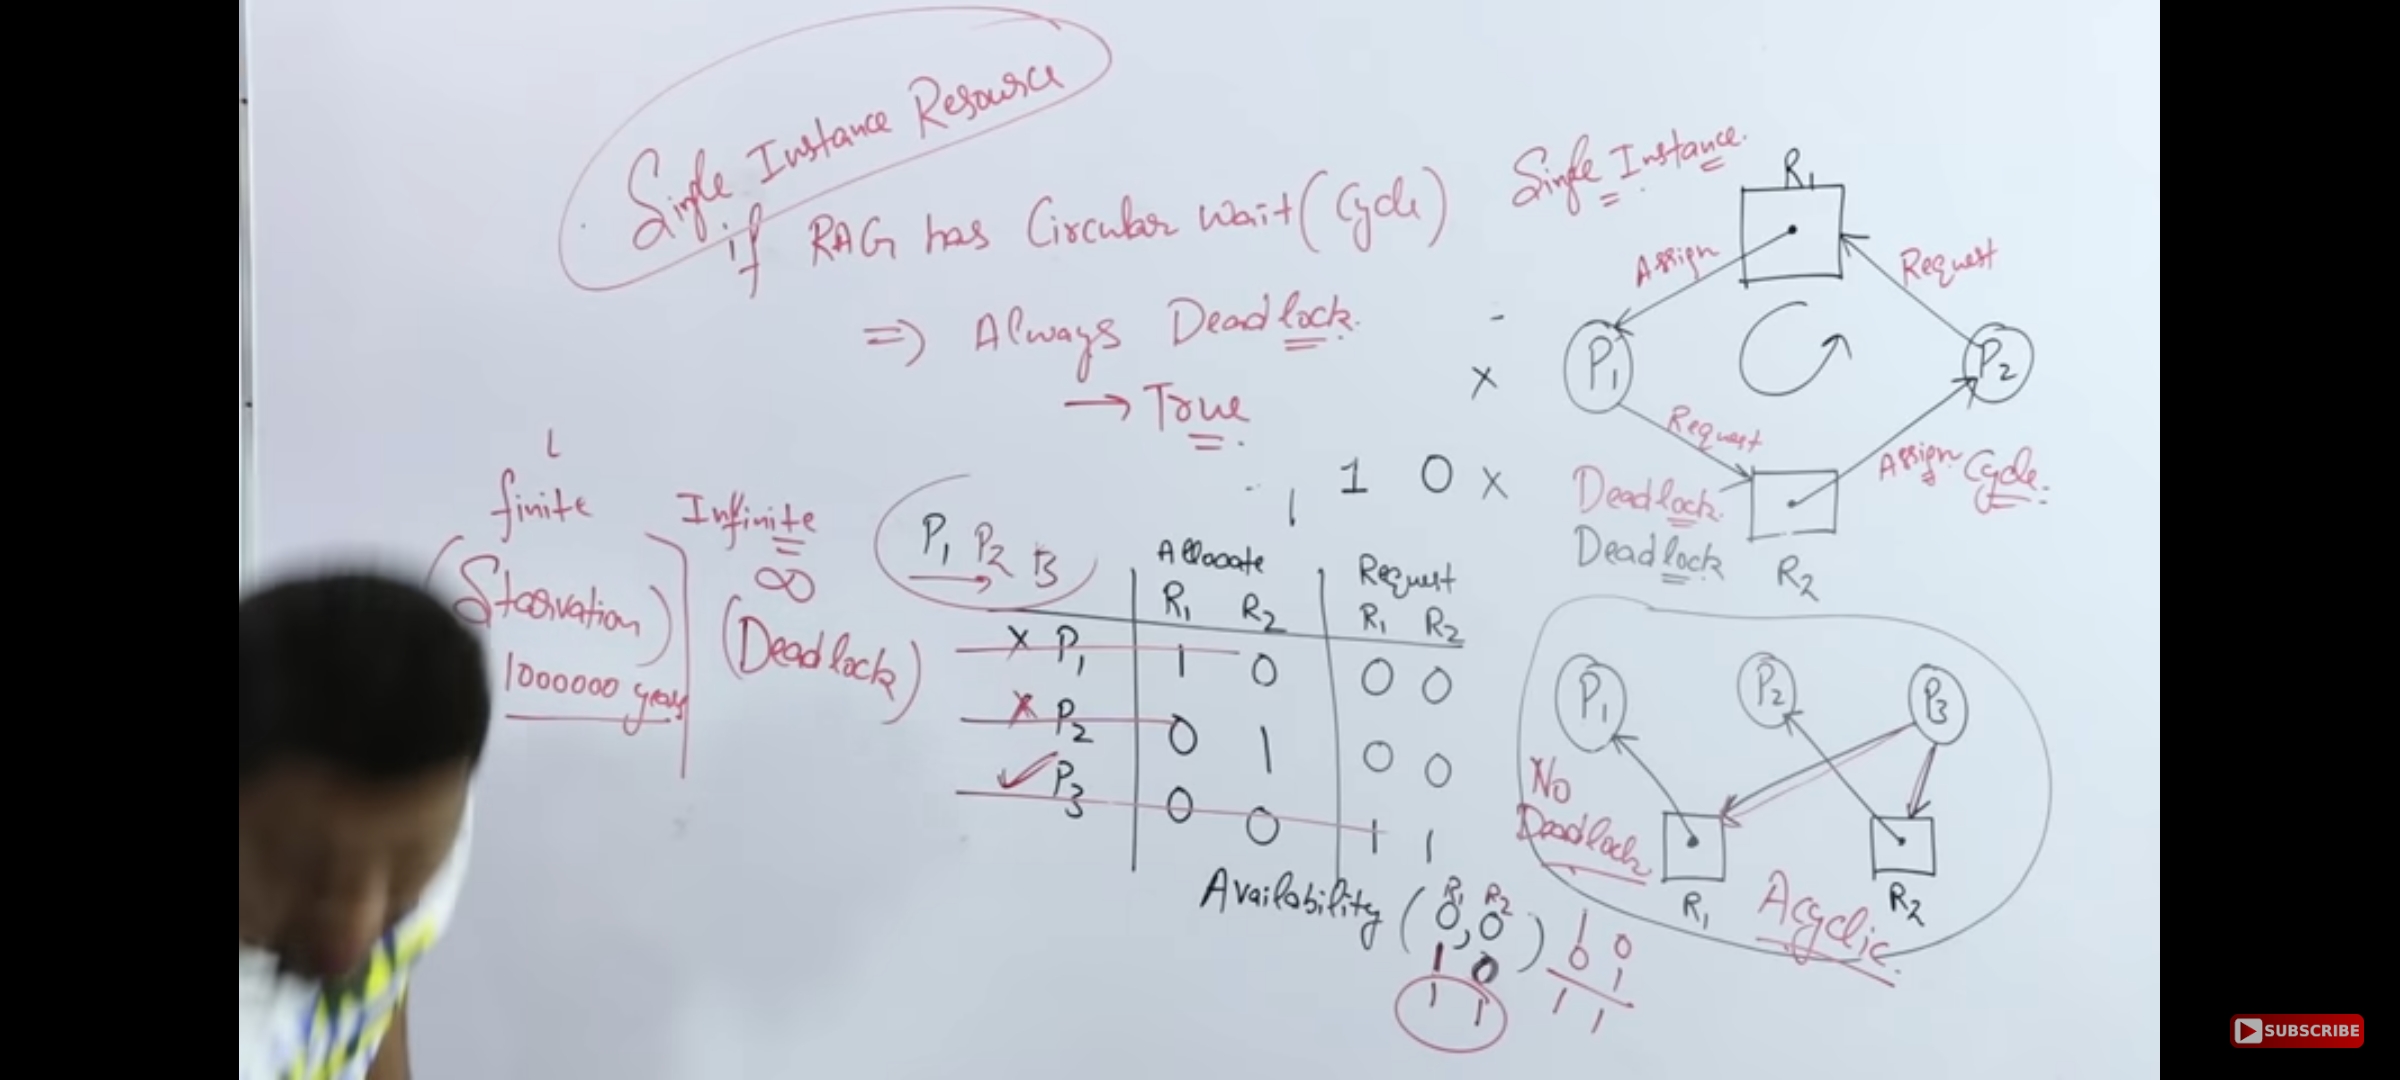 Single Instance Resource
if RAG has Circular wait (Cycle)
=> Always Deadlock.
→ True
finite
(Starvation)
1000000 years
Infinite
∞
(Deadlock)
P1 P2 P3
1 0 x
x
Allocate Request
R1 R2 R1 R2
x P1 1 0 0 0
x P2 0 1 0 0
✓ P3 0 0 1 1
Availability (0, 0)
R1 R2
1 0
1 1
1 0
0 1
1 1
Single Instance.
R1
Assign
Request
P1
P2
Request
Assign
Cycle.
Deadlock.
Deadlock
R2
P1 P2 P3
No
Deadlock
R1
R2
Acyclic.
SUBSCRIBE